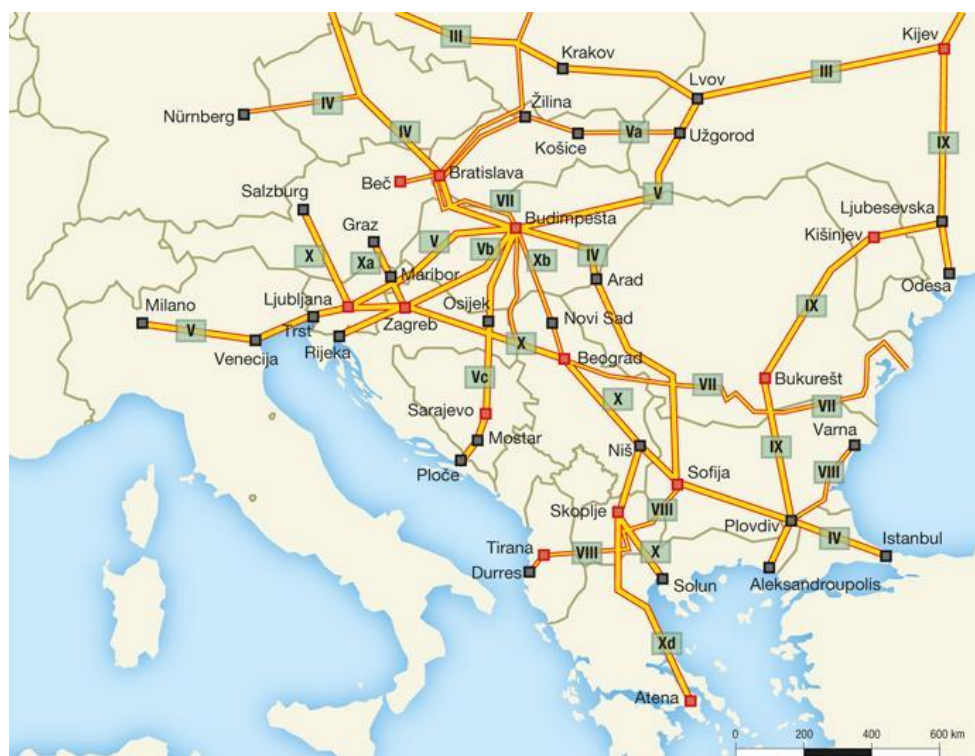 III
Krakov
Kijev
Lvov
III
Nürnberg
IV
Žilina
IV
Košice
Va
Užgorod
IX
Beč
Bratislava
Salzburg
VII
V
Ljubesevska
Graz
V
Vb
Budimpešta
Xb
IV
Kišinjev
X
Xa
Maribor
Arad
Odesa
Milano
Ljubljana
Osijek
IX
V
Trst
Zagreb
Novi Sad
Venecija
Rijeka
X
Beograd
Vc
VII
Bukurešt
X
VII
Sarajevo
Varna
Mostar
Niš
IX
Ploče
Sofija
VIII
Skoplje
VIII
Plovdiv
Tirana
VIII
X
IV
Istanbul
Durres
Solun
Aleksandroupolis
Xd
Atena
0 200 400 600 km